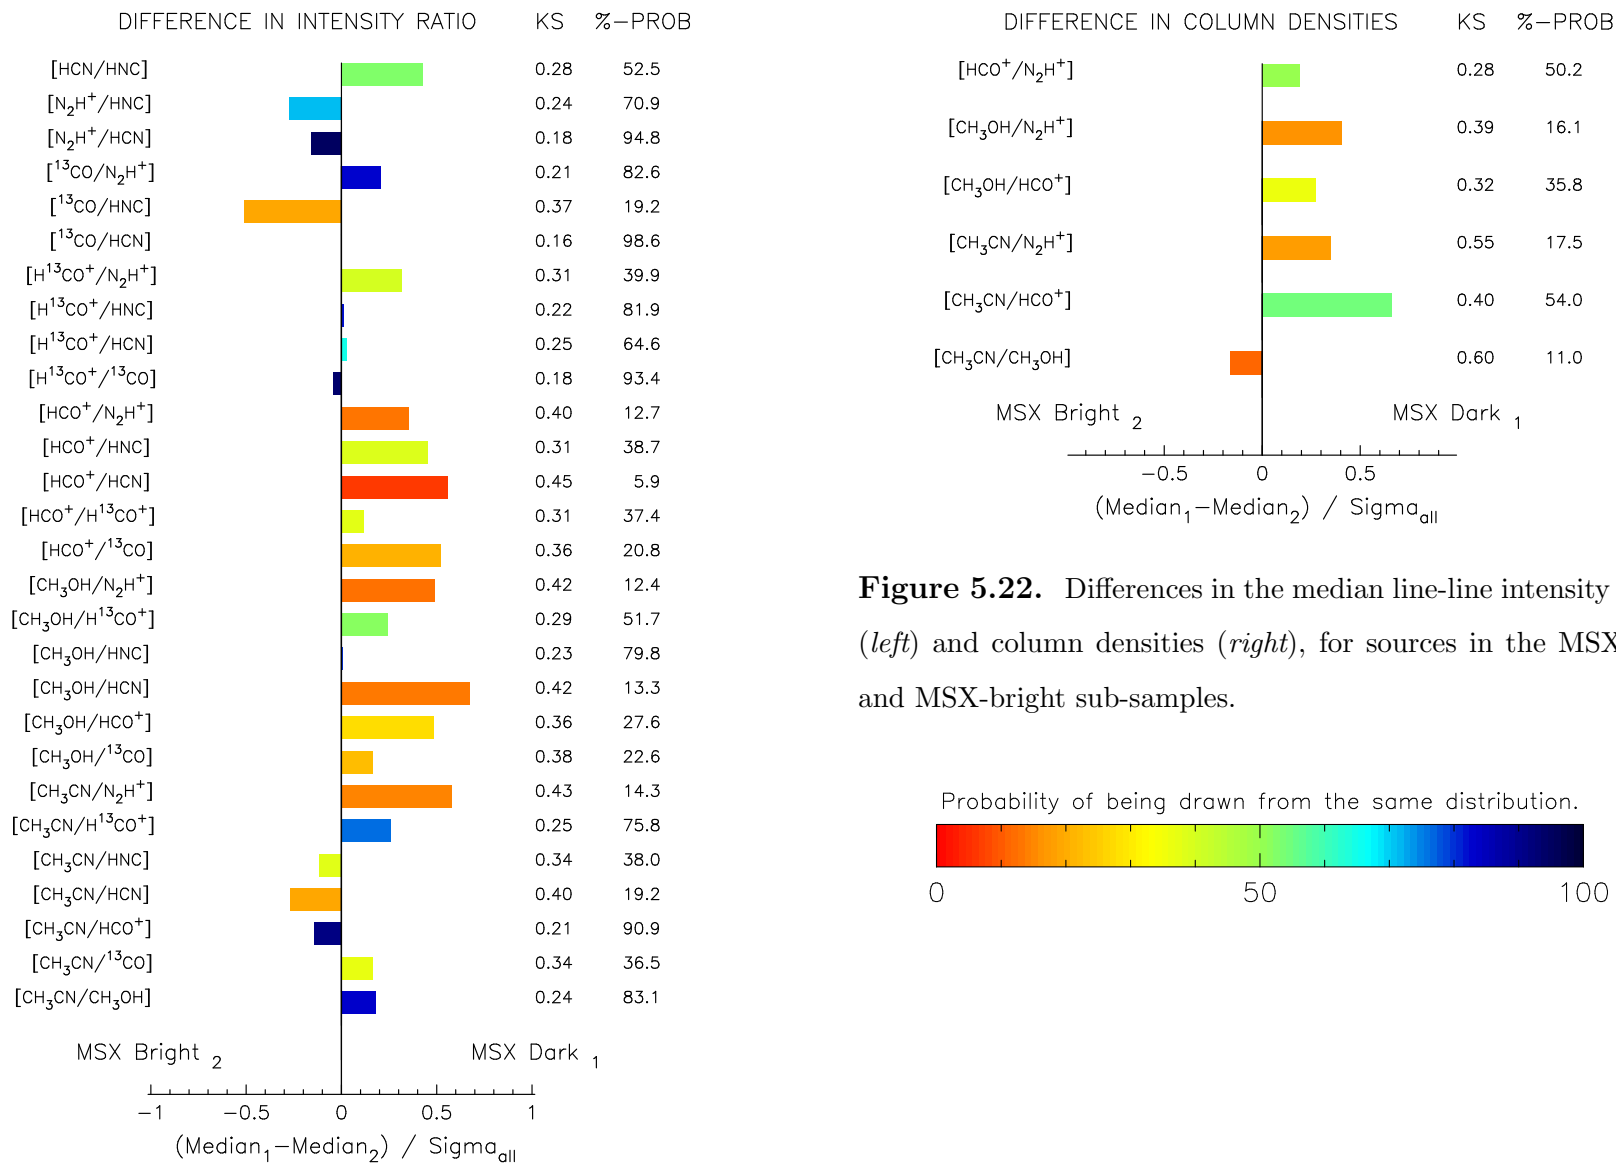 DIFFERENCE IN INTENSITY RATIO KS %-PROB
[HCN/HNC] 0.28 52.5
[N₂H⁺/HNC] 0.24 70.9
[N₂H⁺/HCN] 0.18 94.8
[¹³CO/N₂H⁺] 0.21 82.6
[¹³CO/HNC] 0.37 19.2
[¹³CO/HCN] 0.16 98.6
[H¹³CO⁺/N₂H⁺] 0.31 39.9
[H¹³CO⁺/HNC] 0.22 81.9
[H¹³CO⁺/HCN] 0.25 64.6
[H¹³CO⁺/¹³CO] 0.18 93.4
[HCO⁺/N₂H⁺] 0.40 12.7
[HCO⁺/HNC] 0.31 38.7
[HCO⁺/HCN] 0.45 5.9
[HCO⁺/H¹³CO⁺] 0.31 37.4
[HCO⁺/¹³CO] 0.36 20.8
[CH₃OH/N₂H⁺] 0.42 12.4
[CH₃OH/H¹³CO⁺] 0.29 51.7
[CH₃OH/HNC] 0.23 79.8
[CH₃OH/HCN] 0.42 13.3
[CH₃OH/HCO⁺] 0.36 27.6
[CH₃OH/¹³CO] 0.38 22.6
[CH₃CN/N₂H⁺] 0.43 14.3
[CH₃CN/H¹³CO⁺] 0.25 75.8
[CH₃CN/HNC] 0.34 38.0
[CH₃CN/HCN] 0.40 19.2
[CH₃CN/HCO⁺] 0.21 90.9
[CH₃CN/¹³CO] 0.34 36.5
[CH₃CN/CH₃OH] 0.24 83.1
MSX Bright ₂ MSX Dark ₁
−1 −0.5 0 0.5 1
(Median₁−Median₂) / Sigmaₐₗₗ
DIFFERENCE IN COLUMN DENSITIES KS %-PROB
[HCO⁺/N₂H⁺] 0.28 50.2
[CH₃OH/N₂H⁺] 0.39 16.1
[CH₃OH/HCO⁺] 0.32 35.8
[CH₃CN/N₂H⁺] 0.55 17.5
[CH₃CN/HCO⁺] 0.40 54.0
[CH₃CN/CH₃OH] 0.60 11.0
MSX Bright ₂ MSX Dark ₁
−0.5 0 0.5
(Median₁−Median₂) / Sigmaₐₗₗ
Figure 5.22. Differences in the median line-line intensity
(left) and column densities (right), for sources in the MSX
and MSX-bright sub-samples.
Probability of being drawn from the same distribution.
0 50 100